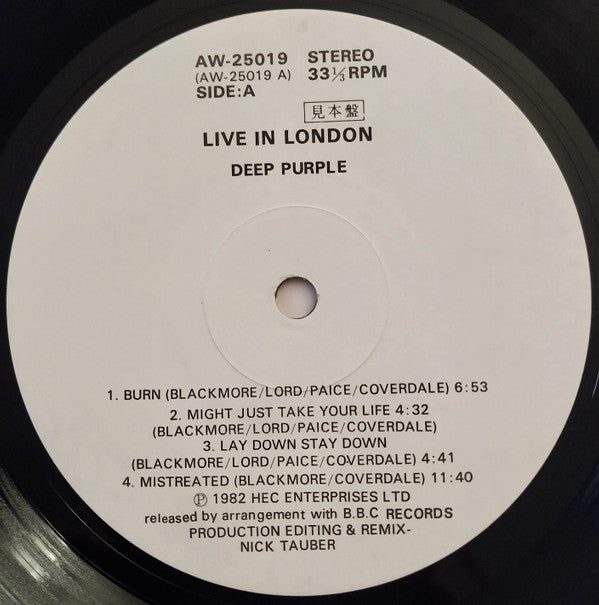 AW-25019 STEREO
(AW-25019 A) 33⅓ RPM
SIDE:A
見本盤
LIVE IN LONDON
DEEP PURPLE
1. BURN (BLACKMORE/LORD/PAICE/COVERDALE) 6:53
2. MIGHT JUST TAKE YOUR LIFE 4:32
(BLACKMORE/LORD/PAICE/COVERDALE)
3. LAY DOWN STAY DOWN
(BLACKMORE/LORD/PAICE/COVERDALE) 4:41
4. MISTREATED (BLACKMORE/COVERDALE) 11:40
Ⓟ 1982 HEC ENTERPRISES LTD
released by arrangement with B.B.C RECORDS
PRODUCTION EDITING & REMIX-
NICK TAUBER